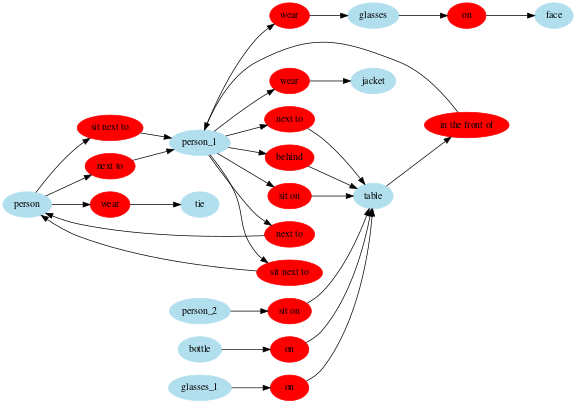 wear
glasses
on
face
wear
jacket
sit next to
next to
in the front of
person_1
next to
behind
person
wear
tie
sit on
table
next to
sit next to
person_2
sit on
bottle
on
glasses_1
on